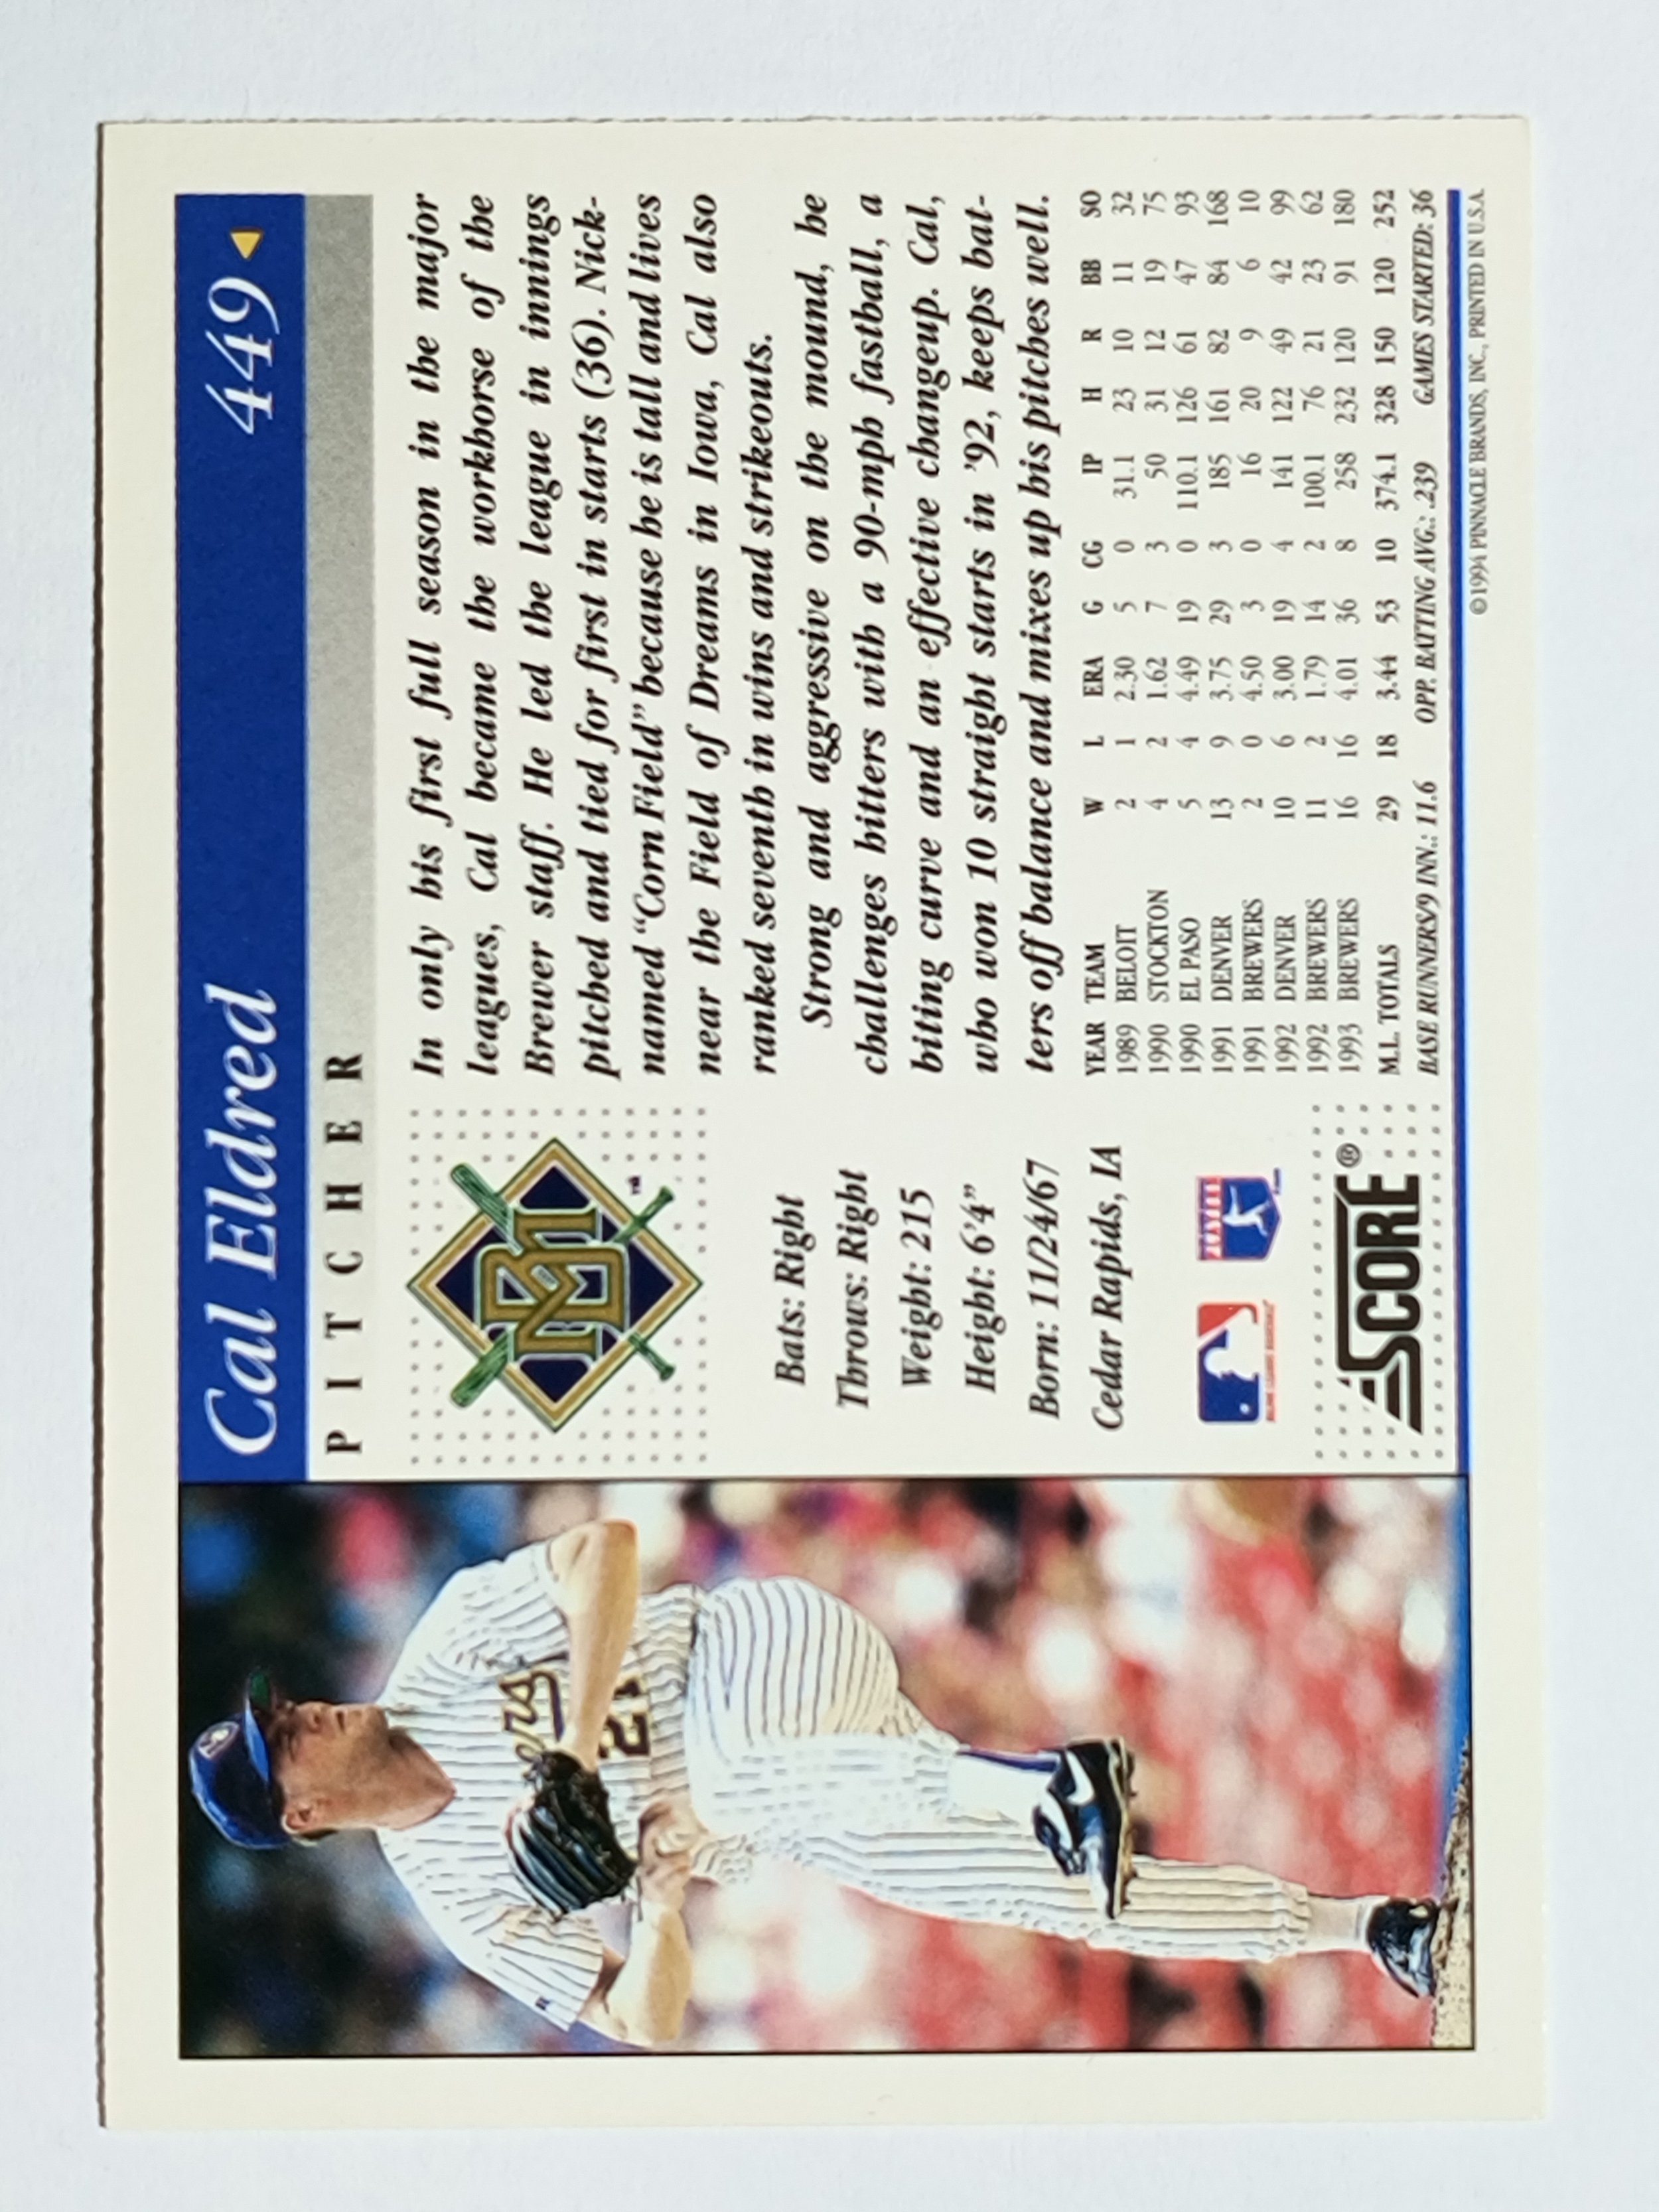 Cal Eldred 449
PITCHER
In only his first full season in the major
leagues, Cal became the workhorse of the
Brewer staff. He led the league in innings
pitched and tied for first in starts (36). Nick-
named “Corn Field” because he is tall and lives
near the Field of Dreams in Iowa, Cal also
ranked seventh in wins and strikeouts.
Strong and aggressive on the mound, he
challenges hitters with a 90-mph fastball, a
biting curve and an effective changeup. Cal,
who won 10 straight starts in ’92, keeps bat-
ters off balance and mixes up his pitches well.
Bats: Right
Throws: Right
Weight: 215
Height: 6’4”
Born: 11/24/67
Cedar Rapids, IA
YEAR TEAM W L ERA G CG IP H R BB SO
1989 BELOIT 2 1 2.30 5 0 31.1 23 10 11 32
1990 STOCKTON 4 2 1.62 7 3 50 31 12 19 75
1990 EL PASO 5 4 4.49 19 0 110.1 126 61 47 93
1991 DENVER 13 9 3.75 29 3 185 161 82 84 168
1991 BREWERS 2 0 4.50 3 0 16 20 9 6 10
1992 DENVER 10 6 3.00 19 4 141 122 49 42 99
1992 BREWERS 11 2 1.79 14 2 100.1 76 21 23 62
1993 BREWERS 16 16 4.01 36 8 258 232 120 91 180
M.L. TOTALS 29 18 3.44 53 10 374.1 328 150 120 252
BASE RUNNERS/9 INN.: 11.6 OPP. BATTING AVG.: .239 GAMES STARTED: 36
©1994 PINNACLE BRANDS, INC., PRINTED IN U.S.A.
SCORE®
MB
TM
ers
21